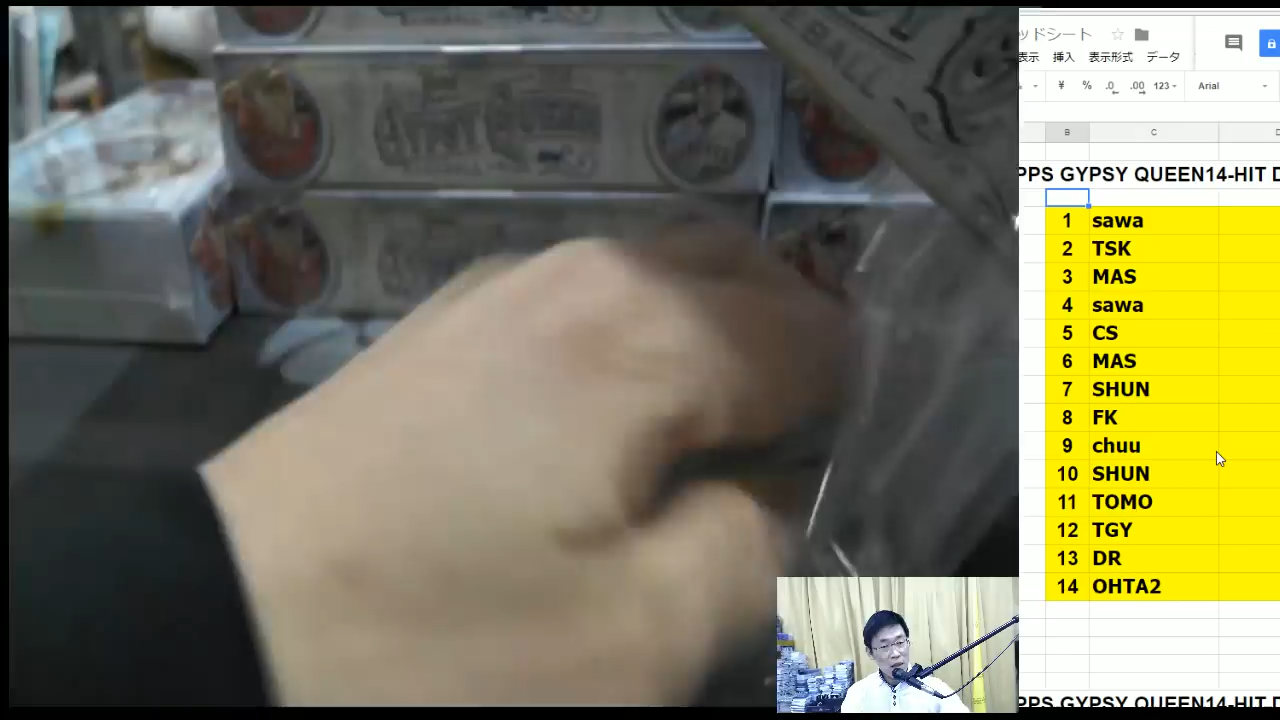 ッドシート
表示 挿入 表示形式 データ
¥ % .0 .00 123 Arial
B C
PPS GYPSY QUEEN14-HIT D
1 sawa
2 TSK
3 MAS
4 sawa
5 CS
6 MAS
7 SHUN
8 FK
9 chuu
10 SHUN
11 TOMO
12 TGY
13 DR
14 OHTA2
PPS GYPSY QUEEN14-HIT D